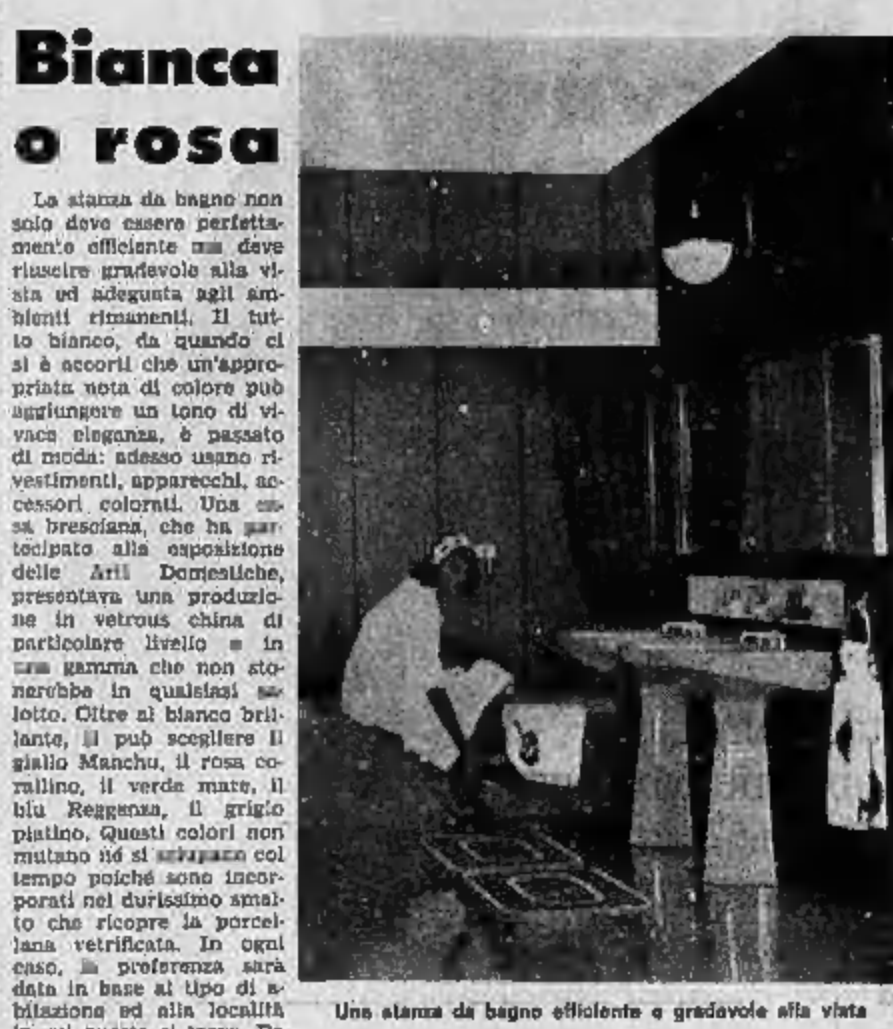 Bianca
o rosa
La stanza da bagno non
solo deve essere perfetta-
mente efficiente ma deve
riuscire gradevole alla vi-
sta ed adeguata agli am-
bienti rimanenti. Il tut-
to bianco, da quando ci
si è accorti che un'appro-
priata nota di colore può
aggiungere un tono di vi-
vace eleganza, è passato
di moda: adesso usano ri-
vestimenti, apparecchi, ac-
cessori colorati. Una ca-
sa bresciana, che ha par-
tecipato alla esposizione
delle Arti Domestiche,
presentava una produzio-
ne in vetrous china di
particolare livello e in
una gamma che non sto-
nerebbe in qualsiasi sa-
lotto. Oltre al bianco bril-
lante, si può scegliere il
giallo Manchu, il rosa co-
rallino, il verde mare, il
blu Reggenza, il grigio
platino. Questi colori non
mutano né si col
tempo poiché sono incor-
porati nel durissimo smal-
to che ricopre la porcel-
lana vetrificata. In ogni
caso, la preferenza sarà
data in base al tipo di a-
bitazione ed alla località
Una stanza da bagno efficiente e gradevole alla vista